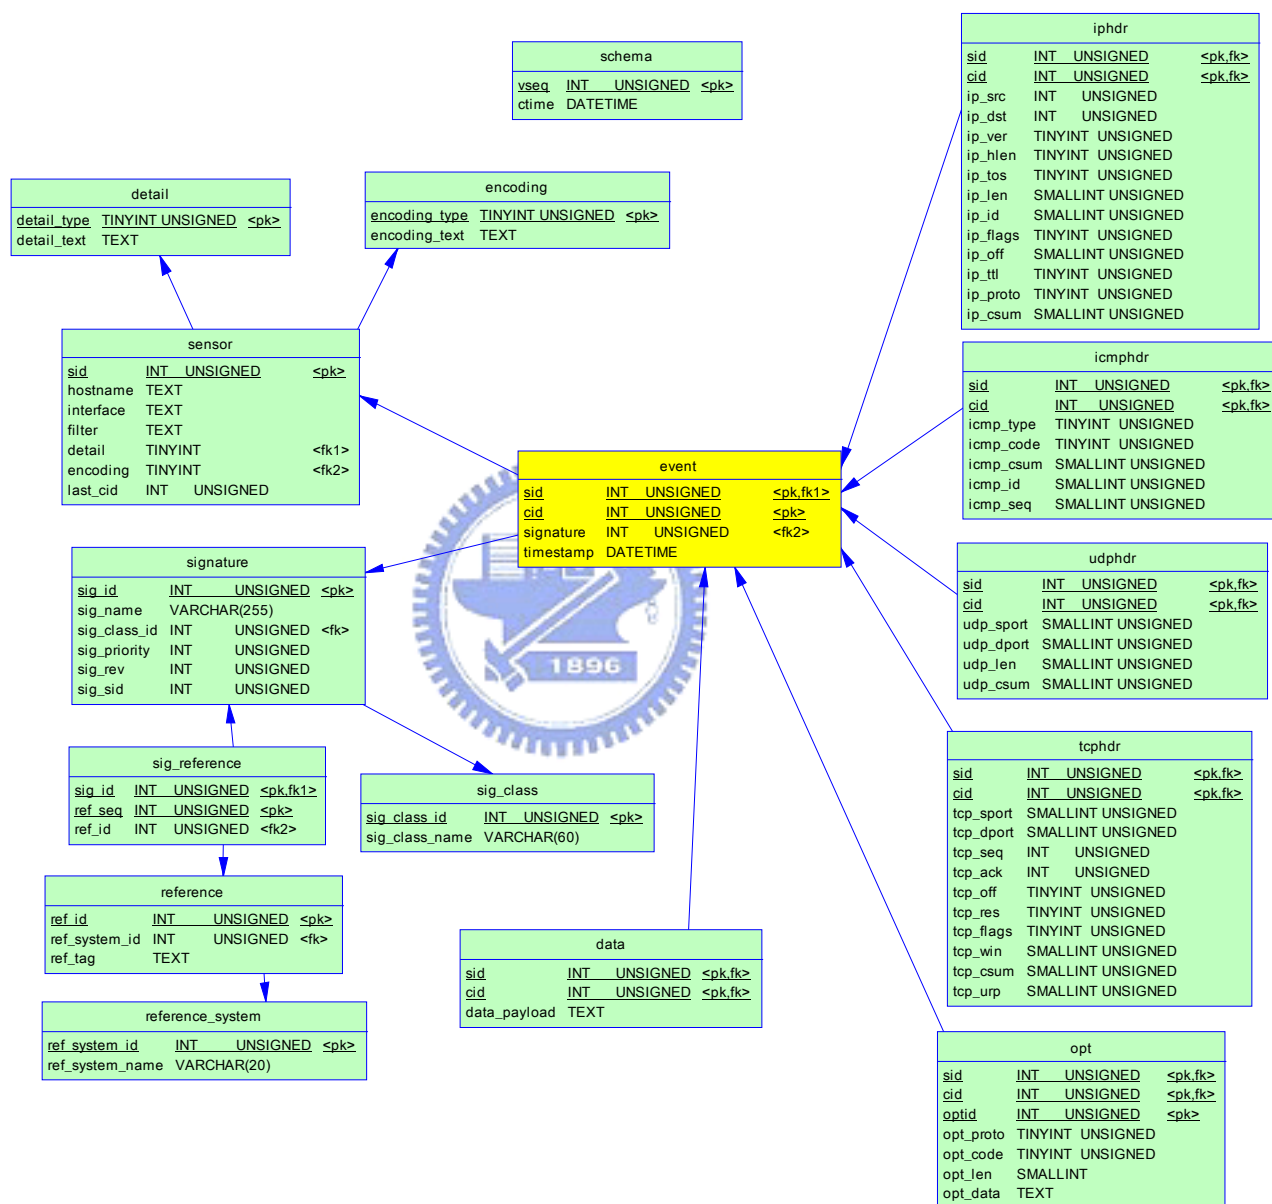 schema
vseq INT UNSIGNED <pk>
ctime DATETIME
iphdr
sid INT UNSIGNED <pk,fk>
cid INT UNSIGNED <pk,fk>
ip_src INT UNSIGNED
ip_dst INT UNSIGNED
ip_ver TINYINT UNSIGNED
ip_hlen TINYINT UNSIGNED
ip_tos TINYINT UNSIGNED
ip_len SMALLINT UNSIGNED
ip_id SMALLINT UNSIGNED
ip_flags TINYINT UNSIGNED
ip_off SMALLINT UNSIGNED
ip_ttl TINYINT UNSIGNED
ip_proto TINYINT UNSIGNED
ip_csum SMALLINT UNSIGNED
detail
detail_type TINYINT UNSIGNED <pk>
detail_text TEXT
encoding
encoding_type TINYINT UNSIGNED <pk>
encoding_text TEXT
sensor
sid INT UNSIGNED <pk>
hostname TEXT
interface TEXT
filter TEXT
detail TINYINT <fk1>
encoding TINYINT <fk2>
last_cid INT UNSIGNED
icmphdr
sid INT UNSIGNED <pk,fk>
cid INT UNSIGNED <pk,fk>
icmp_type TINYINT UNSIGNED
icmp_code TINYINT UNSIGNED
icmp_csum SMALLINT UNSIGNED
icmp_id SMALLINT UNSIGNED
icmp_seq SMALLINT UNSIGNED
event
sid INT UNSIGNED <pk,fk1>
cid INT UNSIGNED <pk>
signature INT UNSIGNED <fk2>
timestamp DATETIME
signature
sig_id INT UNSIGNED <pk>
sig_name VARCHAR(255)
sig_class_id INT UNSIGNED <fk>
sig_priority INT UNSIGNED
sig_rev INT UNSIGNED
sig_sid INT UNSIGNED
1896
udphdr
sid INT UNSIGNED <pk,fk>
cid INT UNSIGNED <pk,fk>
udp_sport SMALLINT UNSIGNED
udp_dport SMALLINT UNSIGNED
udp_len SMALLINT UNSIGNED
udp_csum SMALLINT UNSIGNED
sig_reference
sig_id INT UNSIGNED <pk,fk1>
ref_seq INT UNSIGNED <pk>
ref_id INT UNSIGNED <fk2>
sig_class
sig_class_id INT UNSIGNED <pk>
sig_class_name VARCHAR(60)
tcphdr
sid INT UNSIGNED <pk,fk>
cid INT UNSIGNED <pk,fk>
tcp_sport SMALLINT UNSIGNED
tcp_dport SMALLINT UNSIGNED
tcp_seq INT UNSIGNED
tcp_ack INT UNSIGNED
tcp_off TINYINT UNSIGNED
tcp_res TINYINT UNSIGNED
tcp_flags TINYINT UNSIGNED
tcp_win SMALLINT UNSIGNED
tcp_csum SMALLINT UNSIGNED
tcp_urp SMALLINT UNSIGNED
reference
ref_id INT UNSIGNED <pk>
ref_system_id INT UNSIGNED <fk>
ref_tag TEXT
data
sid INT UNSIGNED <pk,fk>
cid INT UNSIGNED <pk,fk>
data_payload TEXT
reference_system
ref_system_id INT UNSIGNED <pk>
ref_system_name VARCHAR(20)
opt
sid INT UNSIGNED <pk,fk>
cid INT UNSIGNED <pk,fk>
optid INT UNSIGNED <pk>
opt_proto TINYINT UNSIGNED
opt_code TINYINT UNSIGNED
opt_len SMALLINT
opt_data TEXT